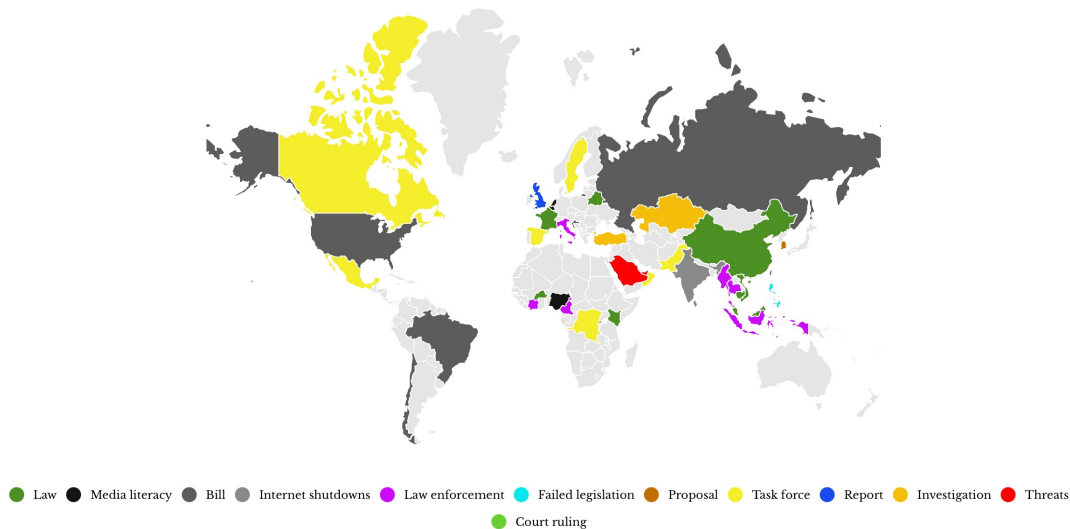 Law Media literacy Bill Internet shutdowns Law enforcement Failed legislation Proposal Task force Report Investigation Threats
Court ruling